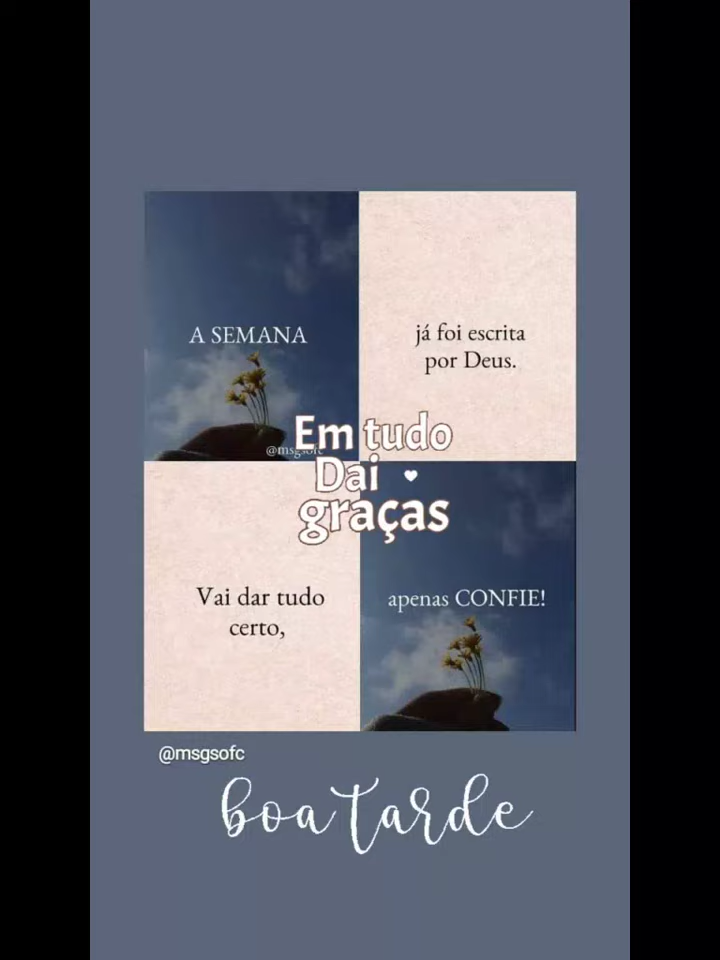 A SEMANA
já foi escrita
por Deus.
@msgsofc
Em tudo
Dai
graças
Vai dar tudo
certo,
apenas CONFIE!
@msgsofc
boa tarde